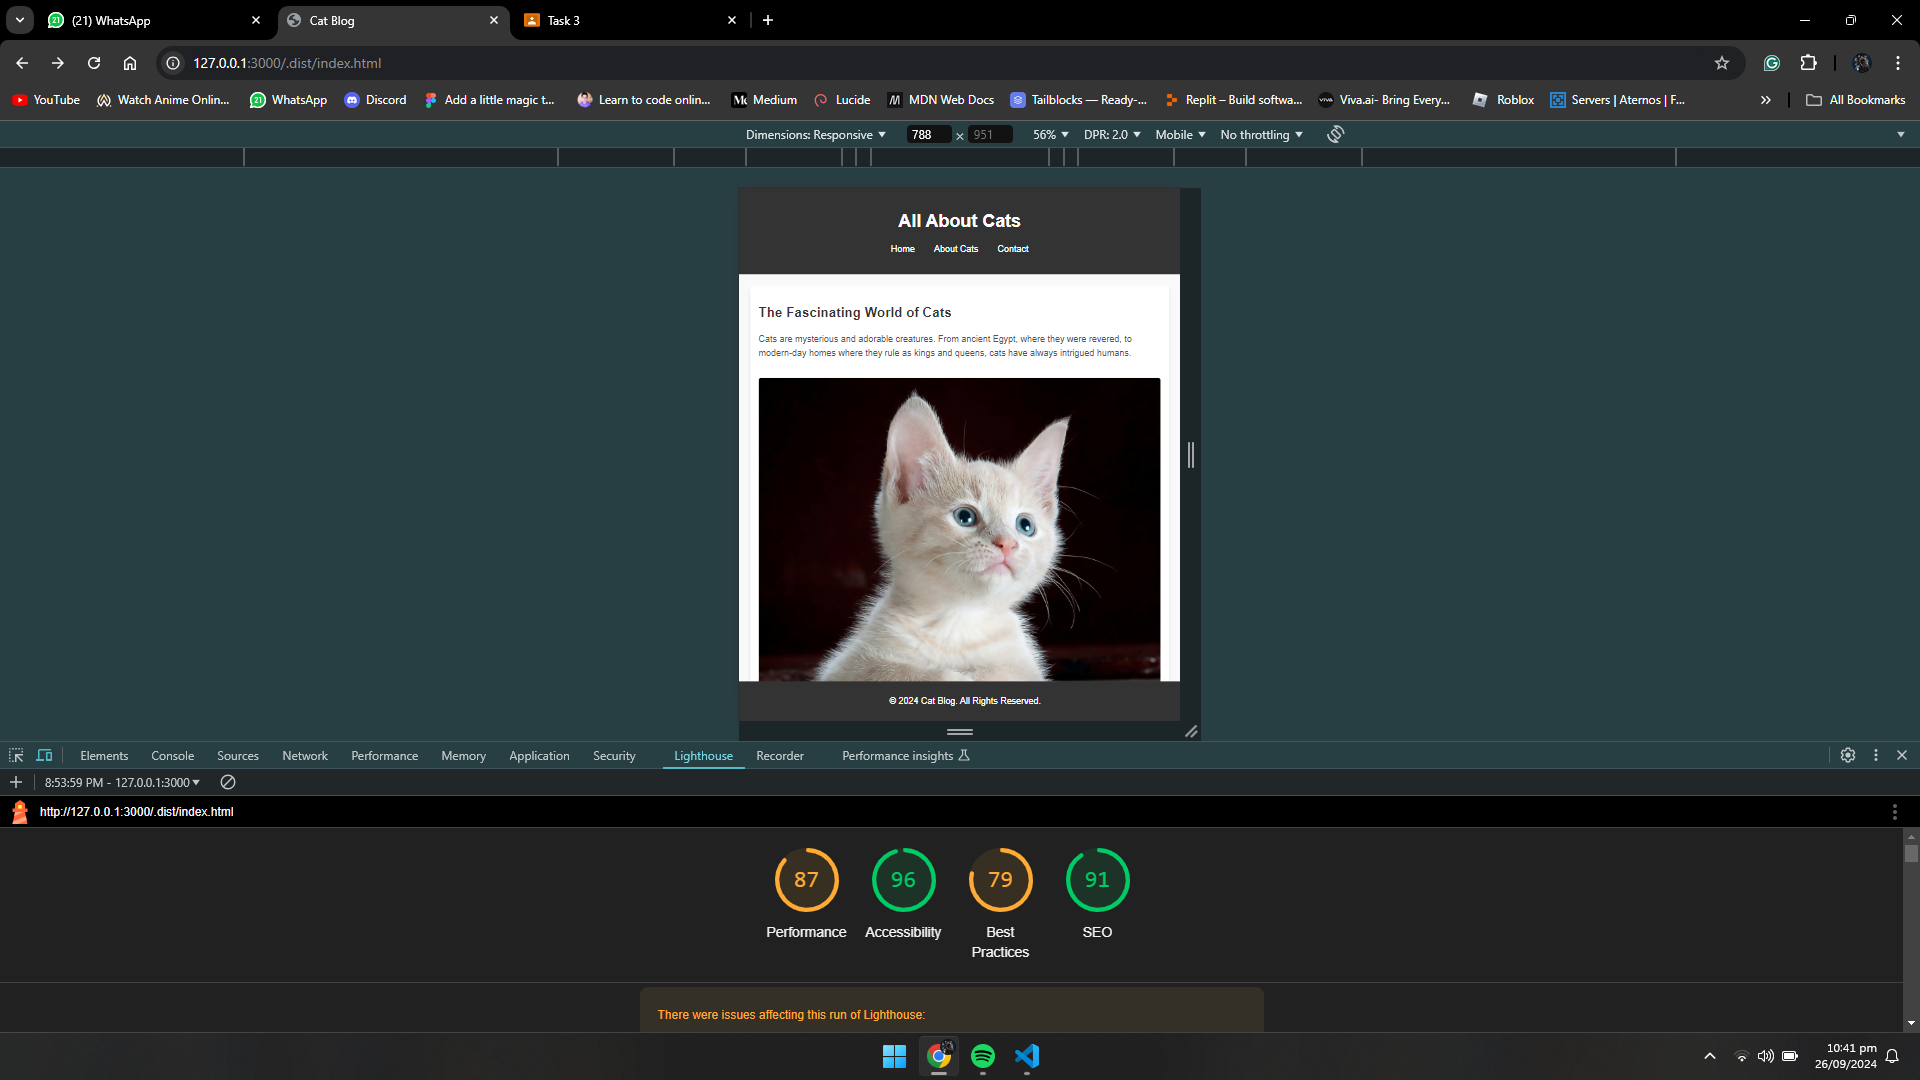 (21) WhatsApp
Cat Blog
Task 3
127.0.0.1:3000/.dist/index.html
YouTube
Watch Anime Onlin...
21
WhatsApp
Discord
Add a little magic t...
Learn to code onlin...
Medium
Lucide
MDN Web Docs
Tailblocks — Ready-...
Replit – Build softwa...
Viva.ai- Bring Every...
Roblox
Servers | Aternos | F...
All Bookmarks
Dimensions: Responsive
788 × 951
56%
DPR: 2.0
Mobile
No throttling
All About Cats
Home About Cats Contact
The Fascinating World of Cats
Cats are mysterious and adorable creatures. From ancient Egypt, where they were revered, to
modern-day homes where they rule as kings and queens, cats have always intrigued humans.
© 2024 Cat Blog. All Rights Reserved.
Elements Console Sources Network Performance Memory Application Security Lighthouse Recorder Performance insights
8:53:59 PM - 127.0.0.1:3000
http://127.0.0.1:3000/.dist/index.html
87 96 79 91
Performance Accessibility Best Practices SEO
There were issues affecting this run of Lighthouse:
10:41 pm
26/09/2024